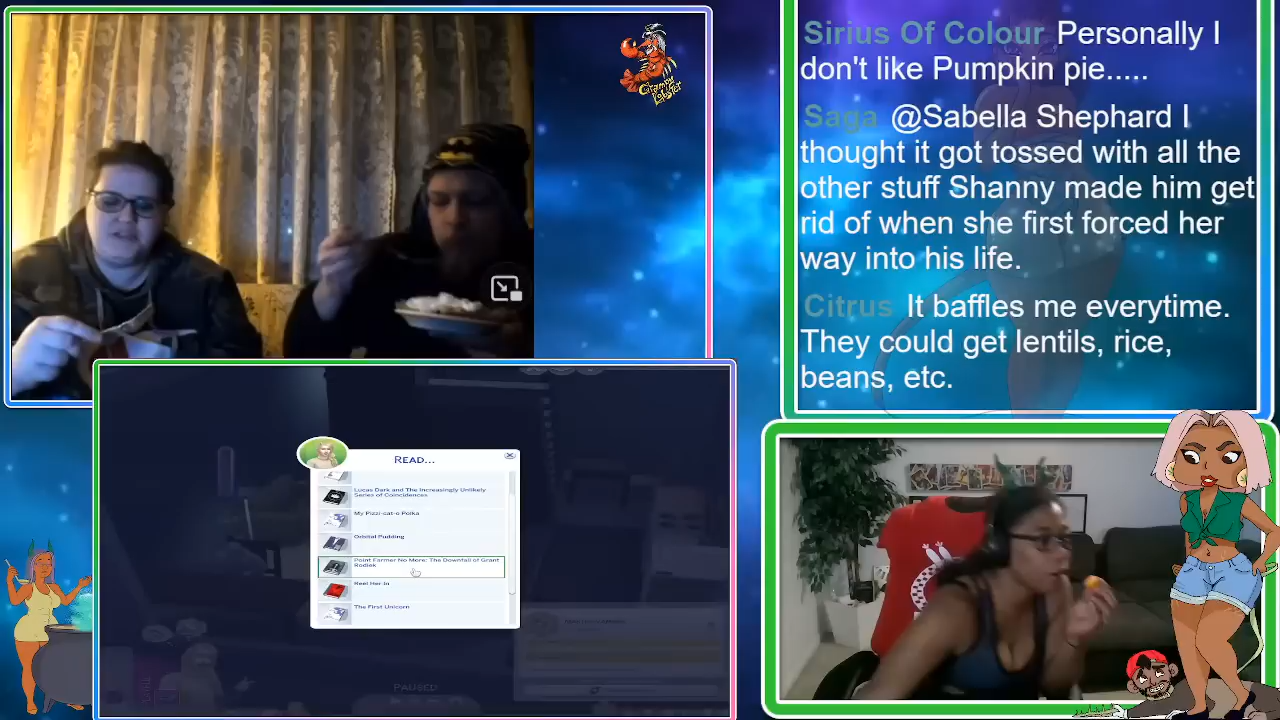 Grampy
Lobster
Sirius Of Colour Personally I
don't like Pumpkin pie.....
Saga @Sabella Shephard I
thought it got tossed with all the
other stuff Shanny made him get
rid of when she first forced her
way into his life.
Citrus It baffles me everytime.
They could get lentils, rice,
beans, etc.
READ...
Lucas Dark and The Increasingly Unlikely
Series of Coincidences
My Pizzi-cat-o Polka
Orbital Pudding
Point Farmer No More: The Downfall of Grant
Rodiek
Reel Her In
The First Unicorn
PAUSED